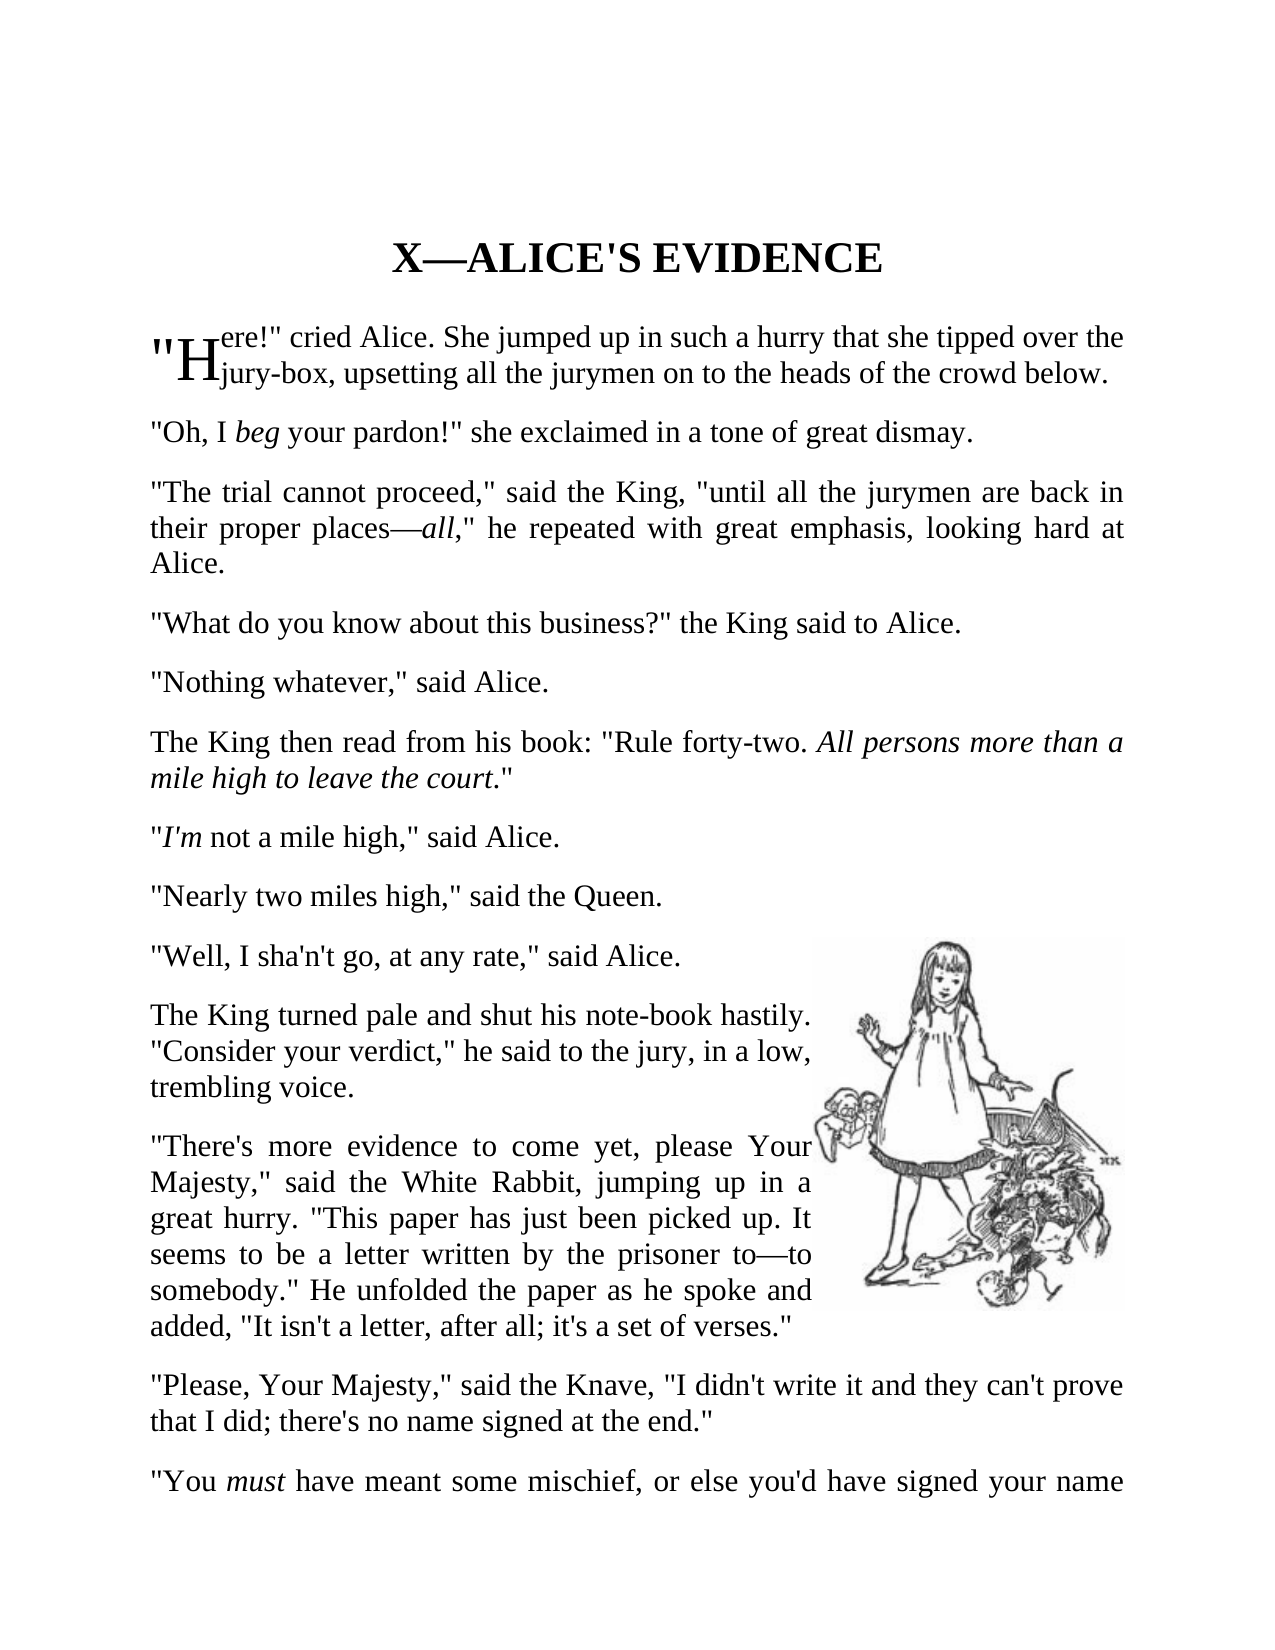 X—ALICE'S EVIDENCE
"Here!" cried Alice. She jumped up in such a hurry that she tipped over the
jury-box, upsetting all the jurymen on to the heads of the crowd below.
"Oh, I beg your pardon!" she exclaimed in a tone of great dismay.
"The trial cannot proceed," said the King, "until all the jurymen are back in
their proper places—all," he repeated with great emphasis, looking hard at
Alice.
"What do you know about this business?" the King said to Alice.
"Nothing whatever," said Alice.
The King then read from his book: "Rule forty-two. All persons more than a
mile high to leave the court."
"I'm not a mile high," said Alice.
"Nearly two miles high," said the Queen.
"Well, I sha'n't go, at any rate," said Alice.
The King turned pale and shut his note-book hastily.
"Consider your verdict," he said to the jury, in a low,
trembling voice.
"There's more evidence to come yet, please Your
Majesty," said the White Rabbit, jumping up in a
great hurry. "This paper has just been picked up. It
seems to be a letter written by the prisoner to—to
somebody." He unfolded the paper as he spoke and
added, "It isn't a letter, after all; it's a set of verses."
"Please, Your Majesty," said the Knave, "I didn't write it and they can't prove
that I did; there's no name signed at the end."
"You must have meant some mischief, or else you'd have signed your name